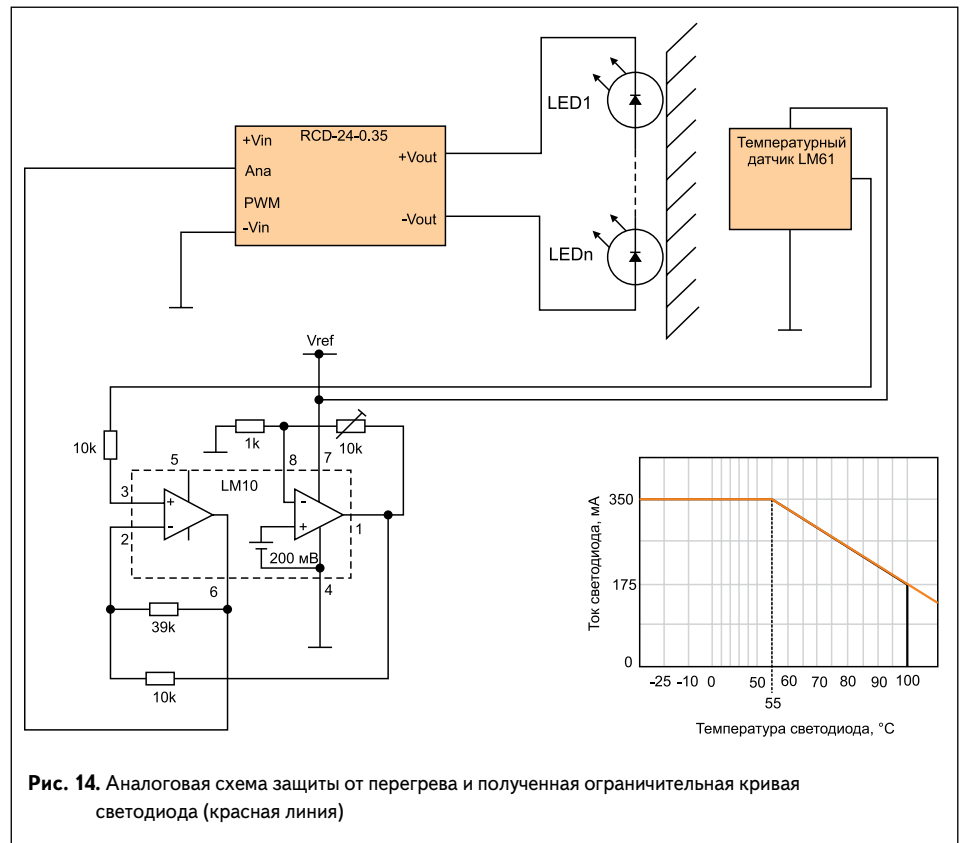 RCD-24-0.35
+Vin
Ana
PWM
-Vin
+Vout
-Vout
LED1
LEDn
Температурный
датчик LM61
Vref
10k
1k
10k
5
8
7
LM10
3
+
-
2
-
+
1
200 мВ
6
4
39k
10k
Ток светодиода, мА
350
175
0
-25 -10 0 50 60 70 80 90 100
55
Температура светодиода, °C
Рис. 14. Аналоговая схема защиты от перегрева и полученная ограничительная кривая
светодиода (красная линия)